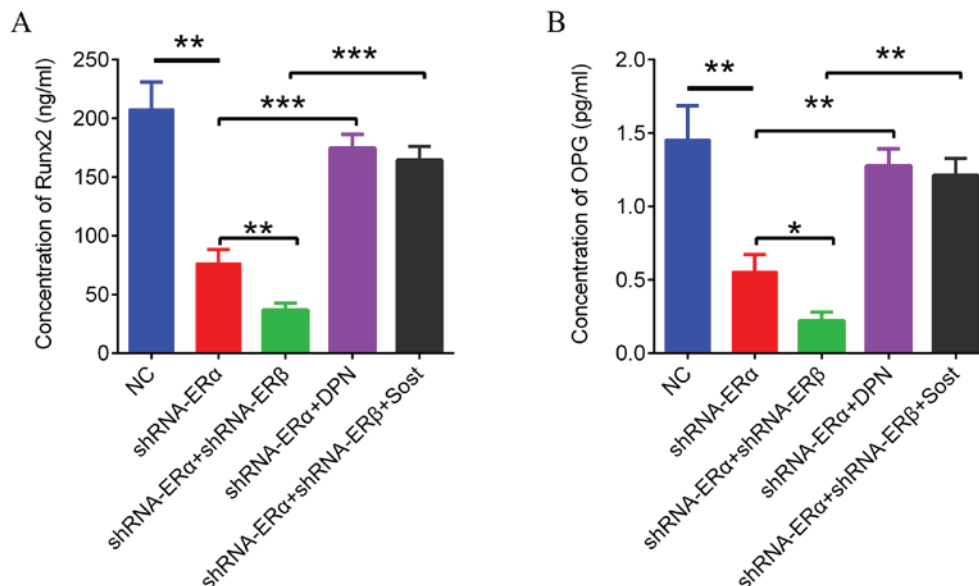 A
Concentration of Runx2 (ng/ml)
250
200
150
100
50
0
**
***
***
**
NC
shRNA-ERα
shRNA-ERα+shRNA-ERβ
shRNA-ERα+DPN
shRNA-ERα+shRNA-ERβ+Sost
B
Concentration of OPG (pg/ml)
2.0
1.5
1.0
0.5
0.0
**
**
**
*
NC
shRNA-ERα
shRNA-ERα+shRNA-ERβ
shRNA-ERα+DPN
shRNA-ERα+shRNA-ERβ+Sost